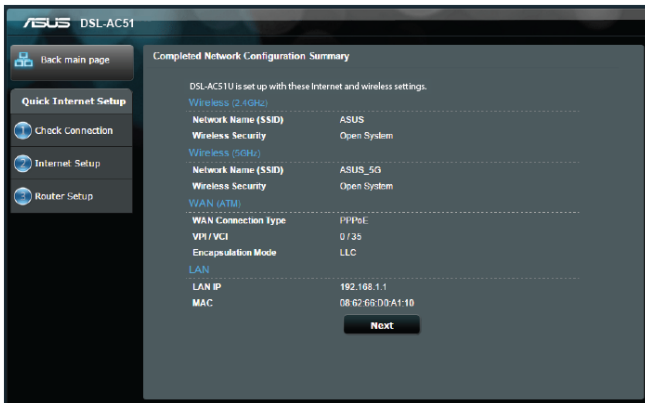 ASUS DSL-AC51
Back main page
Quick Internet Setup
1 Check Connection
2 Internet Setup
3 Router Setup
Completed Network Configuration Summary
DSL-AC51U is set up with these Internet and wireless settings.
Wireless (2.4GHz)
Network Name (SSID) ASUS
Wireless Security Open System
Wireless (5GHz)
Network Name (SSID) ASUS_5G
Wireless Security Open System
WAN (ATM)
WAN Connection Type PPPoE
VPI / VCI 0 / 35
Encapsulation Mode LLC
LAN
LAN IP 192.168.1.1
MAC 08:62:66:D0:A1:10
Next